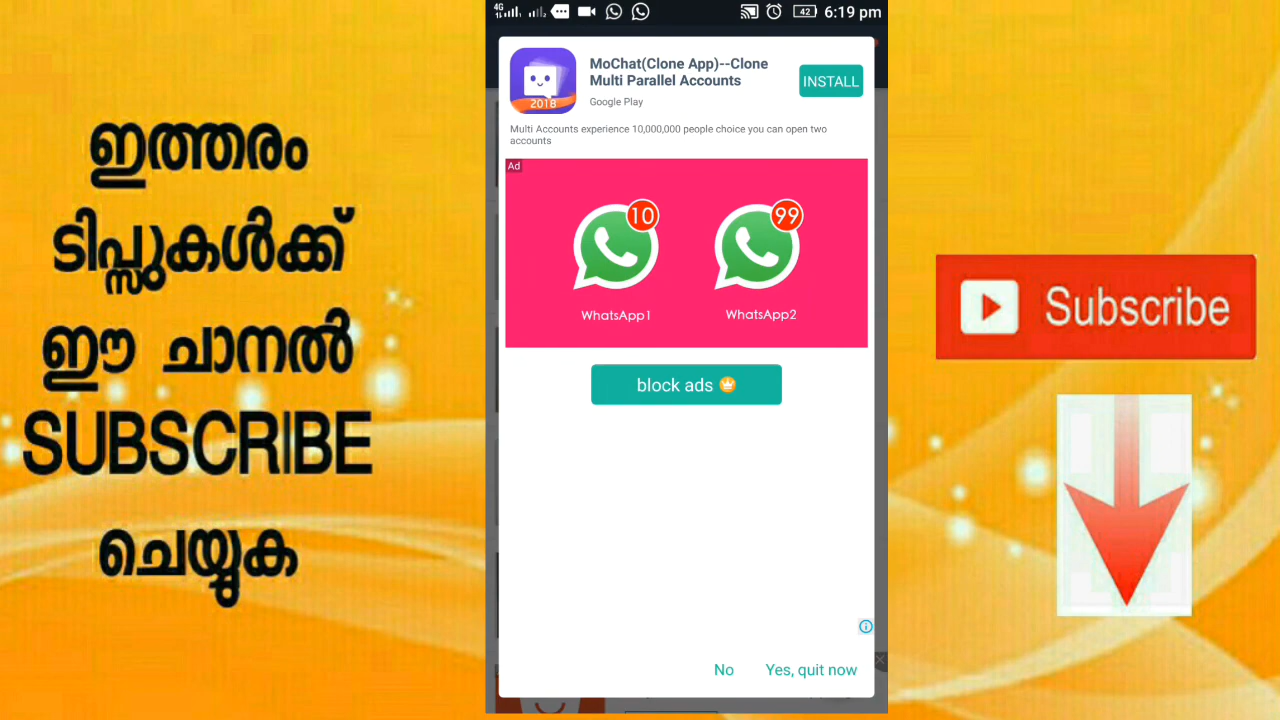 ഇത്തരം
ടിപ്സുകൾക്ക്
ഈ ചാനൽ
SUBSCRIBE
ചെയ്യുക
4G
42 6:19 pm
MoChat(Clone App)--Clone
Multi Parallel Accounts
Google Play
INSTALL
2018
Multi Accounts experience 10,000,000 people choice you can open two
accounts
Ad
10
99
WhatsApp1
WhatsApp2
block ads
No
Yes, quit now
Subscribe